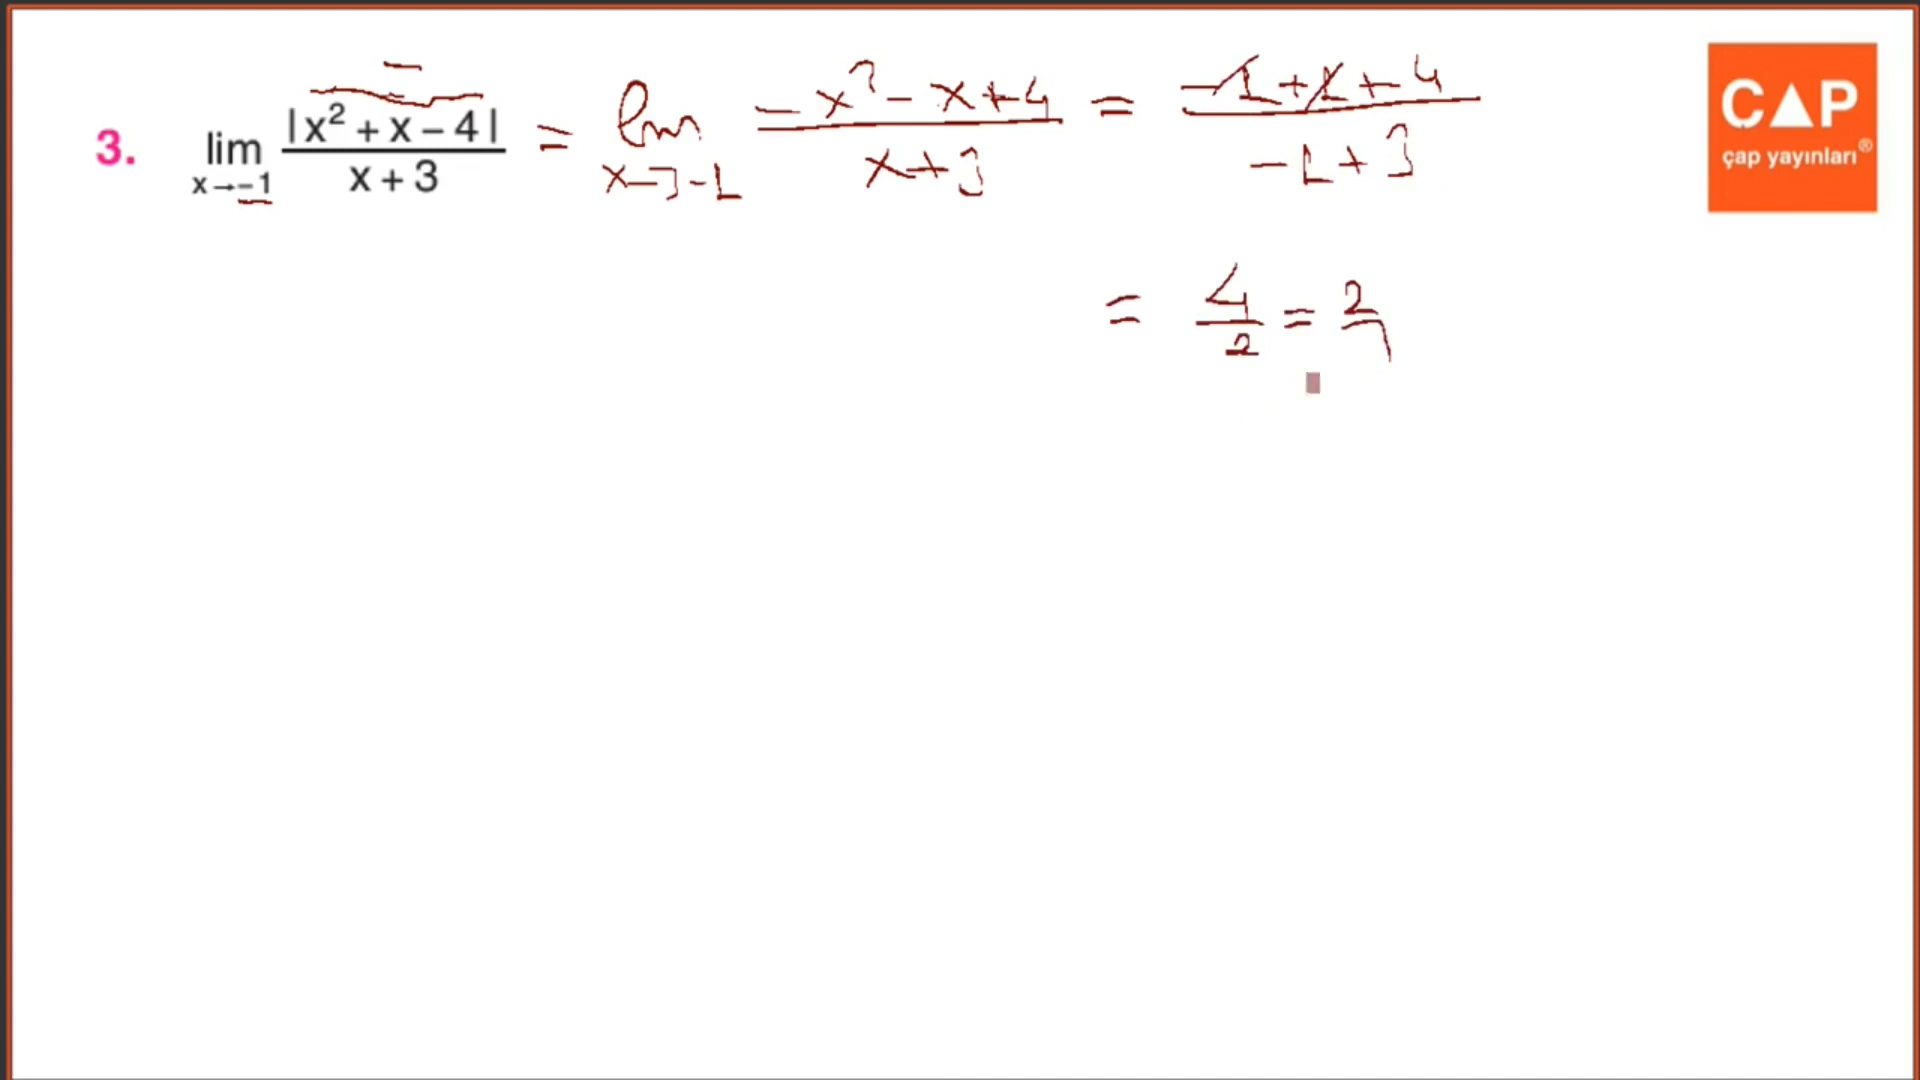 3. lim x→-1 |x² + x - 4| / x + 3 = lim x→-1 -x² - x + 4 / x + 3 = -1 + 1 + 4 / -1 + 3
= 4/2 = 2
CAP
çap yayınları®